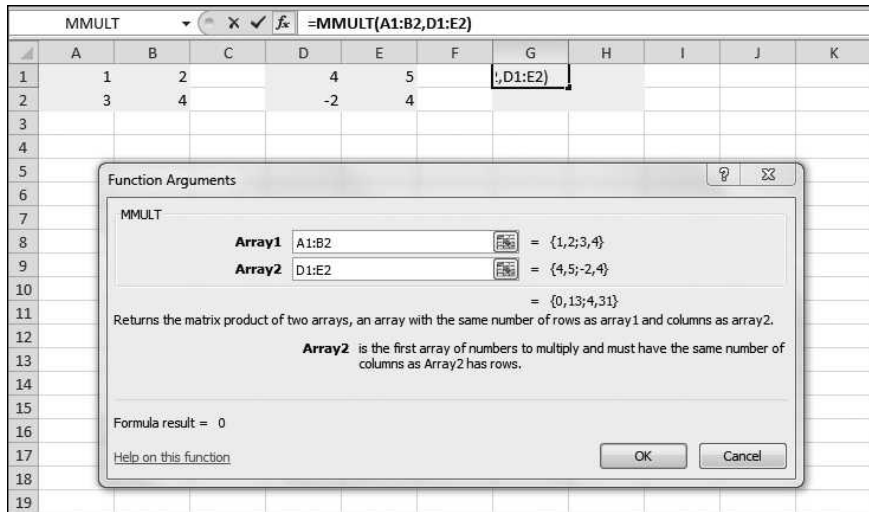 MMULT fx =MMULT(A1:B2,D1:E2)
A B C D E F G H I J K
1 1 2 4 5 !,D1:E2)
2 3 4 -2 4
3
4
5
6
7
8
9
10
11
12
13
14
15
16
17
18
19
Function Arguments ?
MMULT
Array1 A1:B2 = {1,2;3,4}
Array2 D1:E2 = {4,5;-2,4}
= {0,13;4,31}
Returns the matrix product of two arrays, an array with the same number of rows as array1 and columns as array2.
Array2 is the first array of numbers to multiply and must have the same number of
columns as Array2 has rows.
Formula result = 0
Help on this function OK Cancel